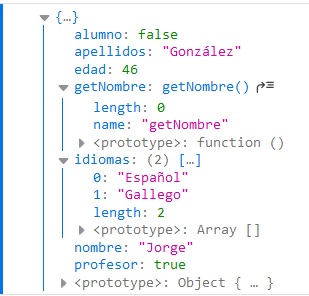 {…}
alumno: false
apellidos: "González"
edad: 46
getNombre: getNombre()
length: 0
name: "getNombre"
<prototype>: function ()
idiomas: (2) […]
0: "Español"
1: "Gallego"
length: 2
<prototype>: Array []
nombre: "Jorge"
profesor: true
<prototype>: Object { … }